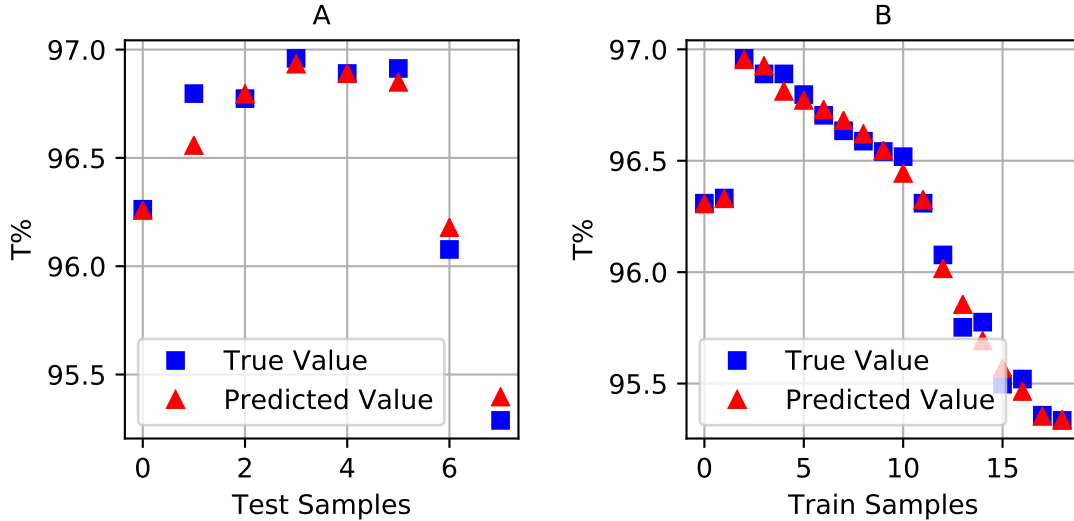 A
97.0
96.5
96.0
95.5
T%
True Value
Predicted Value
0
2
4
6
Test Samples
B
97.0
96.5
96.0
95.5
T%
True Value
Predicted Value
0
5
10
15
Train Samples